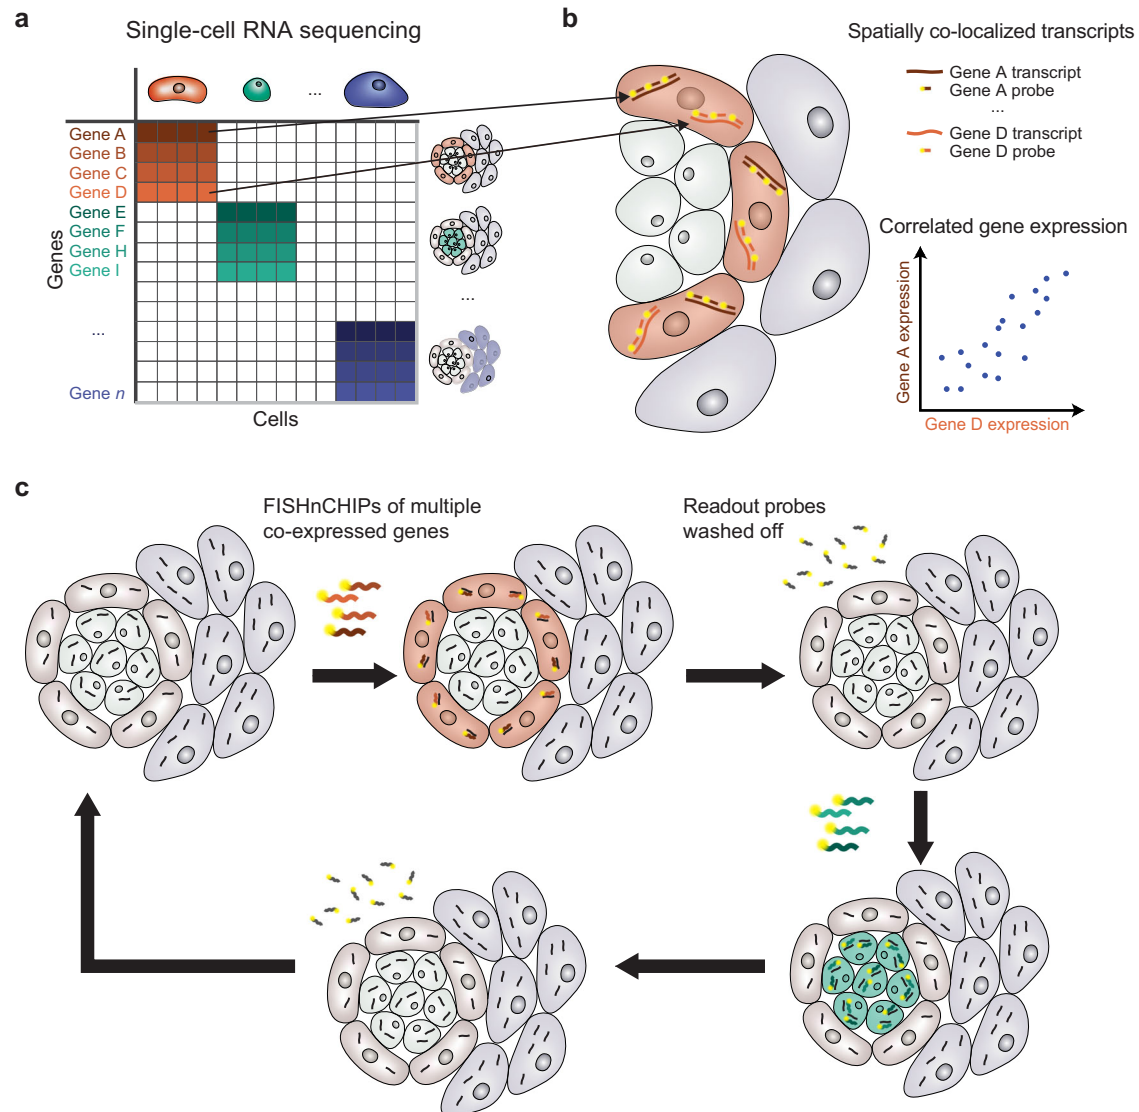 a
Single-cell RNA sequencing
...
Genes
Gene A
Gene B
Gene C
Gene D
Gene E
Gene F
Gene H
Gene I
...
Gene n
...
Cells
b
Spatially co-localized transcripts
Gene A transcript
Gene A probe
...
Gene D transcript
Gene D probe
Correlated gene expression
Gene A expression
Gene D expression
c
FISHnCHIPs of multiple
co-expressed genes
Readout probes
washed off